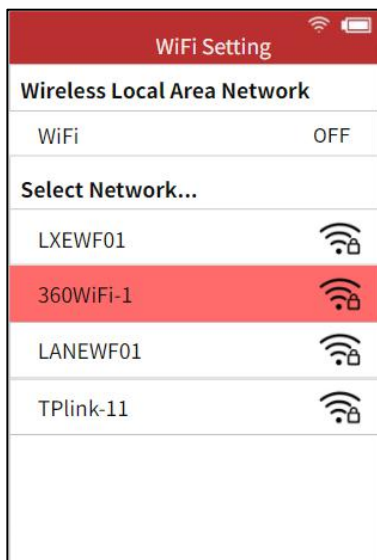 WiFi Setting
Wireless Local Area Network
WiFi OFF
Select Network...
LXEWF01
360WiFi-1
LANEWF01
TPlink-11